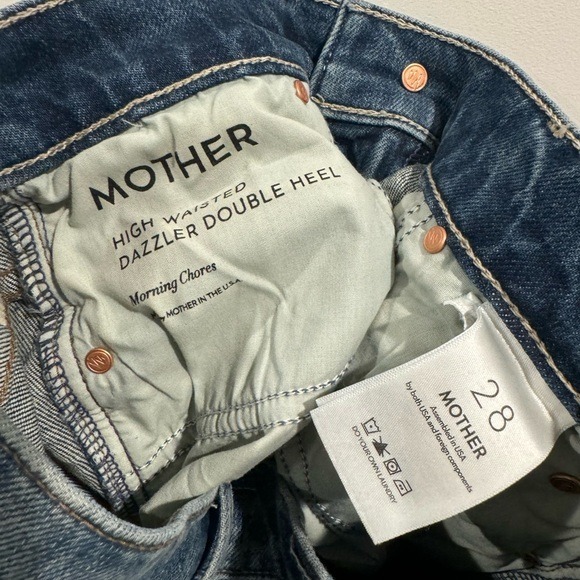 MOTHER
HIGH WAISTED
DAZZLER DOUBLE HEEL
Morning Chores
by MOTHER IN THE U.S.A.
28
MOTHER
Assembled in USA
by both USA and foreign components
DO YOUR OWN LAUNDRY